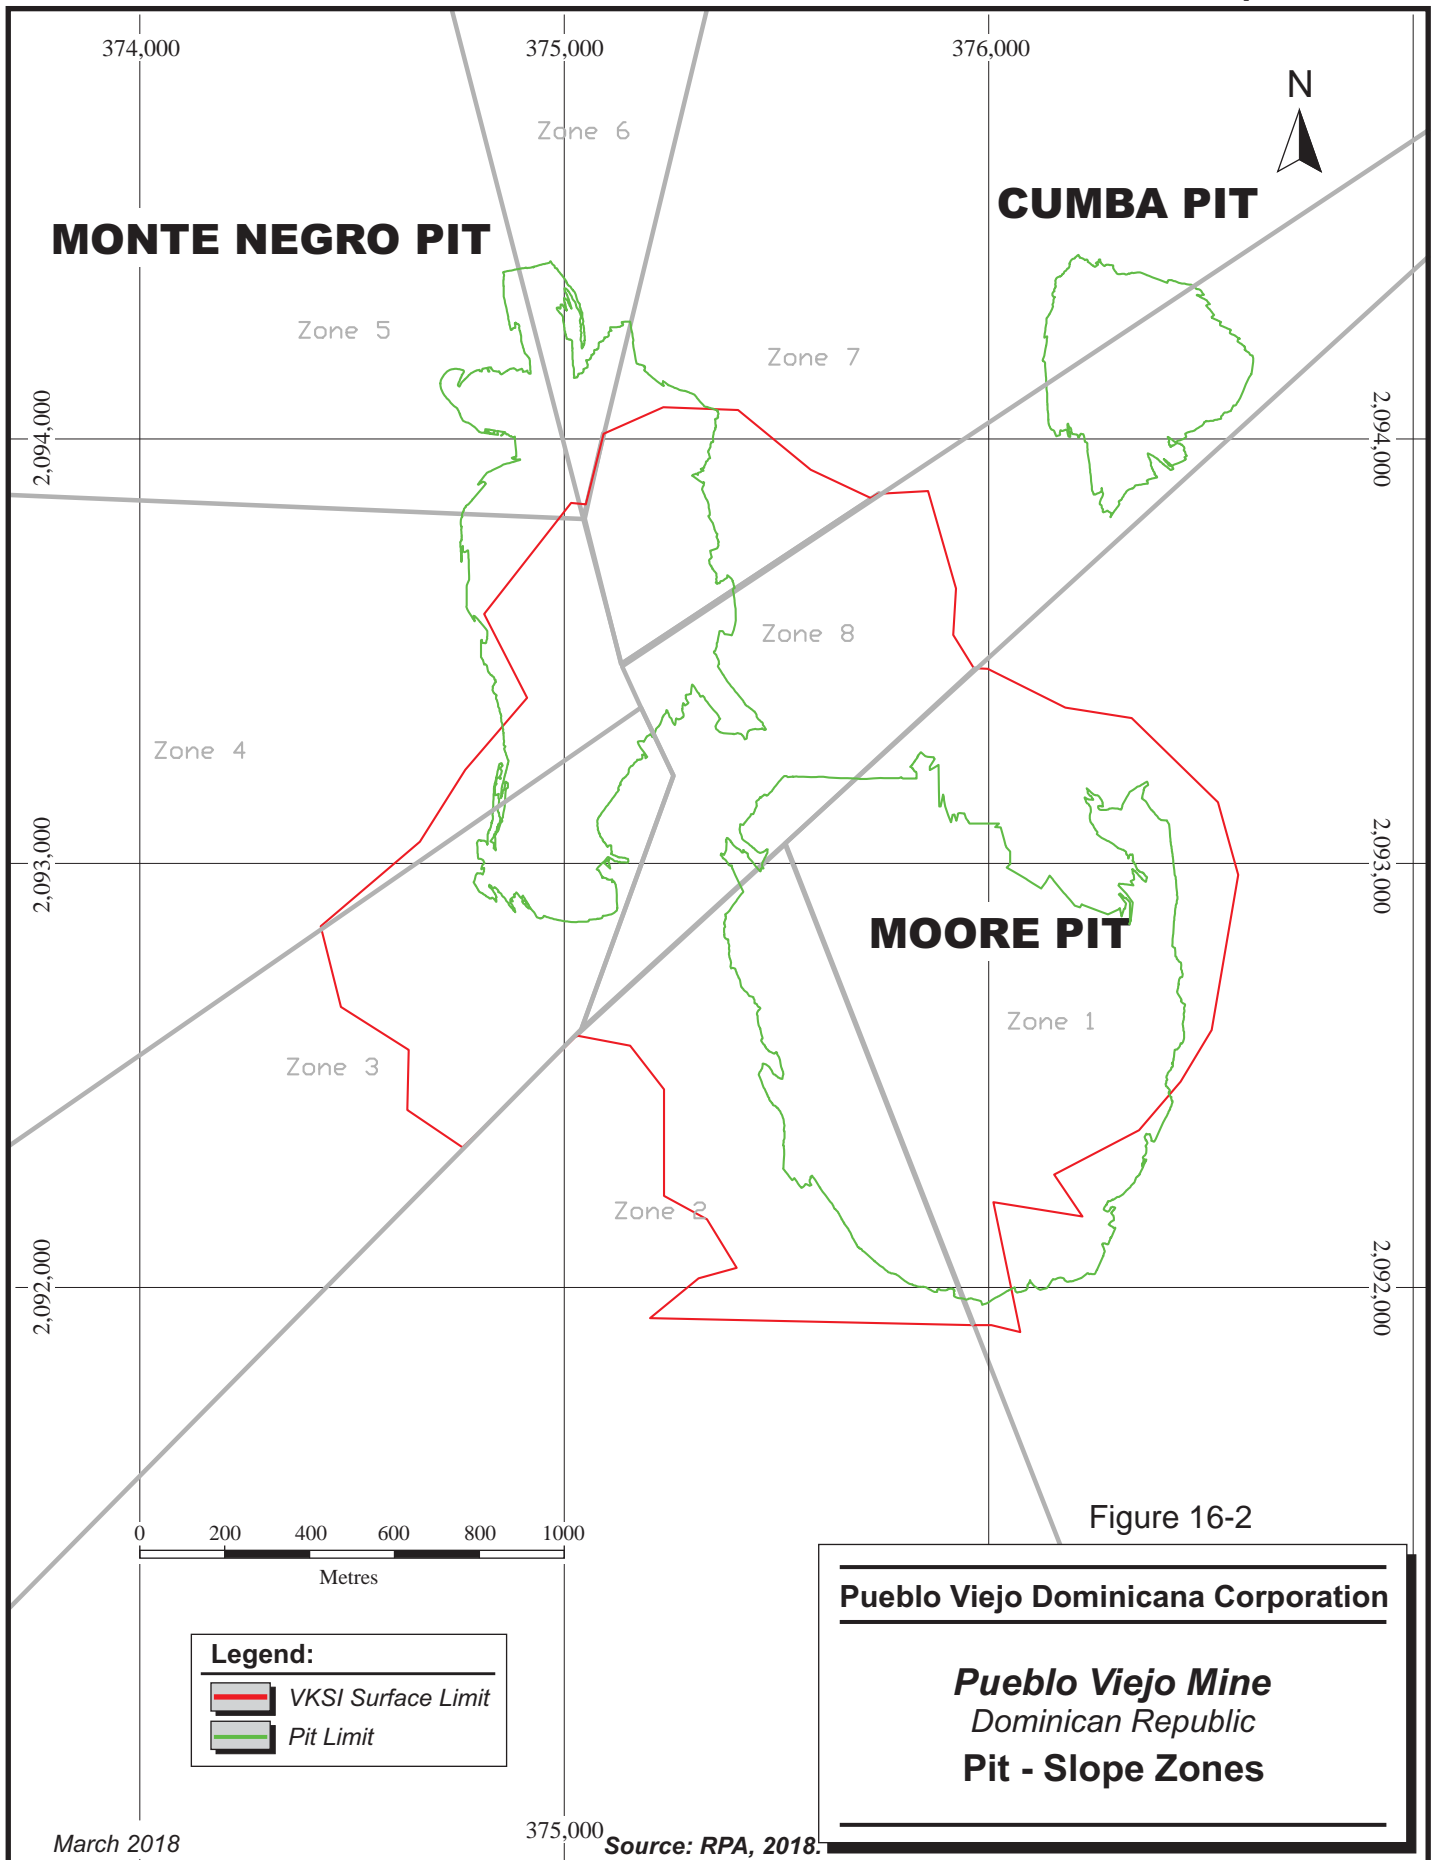 374,000
375,000
376,000
N
Zone 6
CUMBA PIT
MONTE NEGRO PIT
Zone 5
Zone 7
2,094,000
2,094,000
Zone 8
Zone 4
2,093,000
2,093,000
MOORE PIT
Zone 1
Zone 3
Zone 2
2,092,000
2,092,000
Figure 16-2
0 200 400 600 800 1000
Metres
Pueblo Viejo Dominicana Corporation
Legend:
VKSI Surface Limit
Pit Limit
Pueblo Viejo Mine
Dominican Republic
Pit - Slope Zones
375,000
March 2018
Source: RPA, 2018.